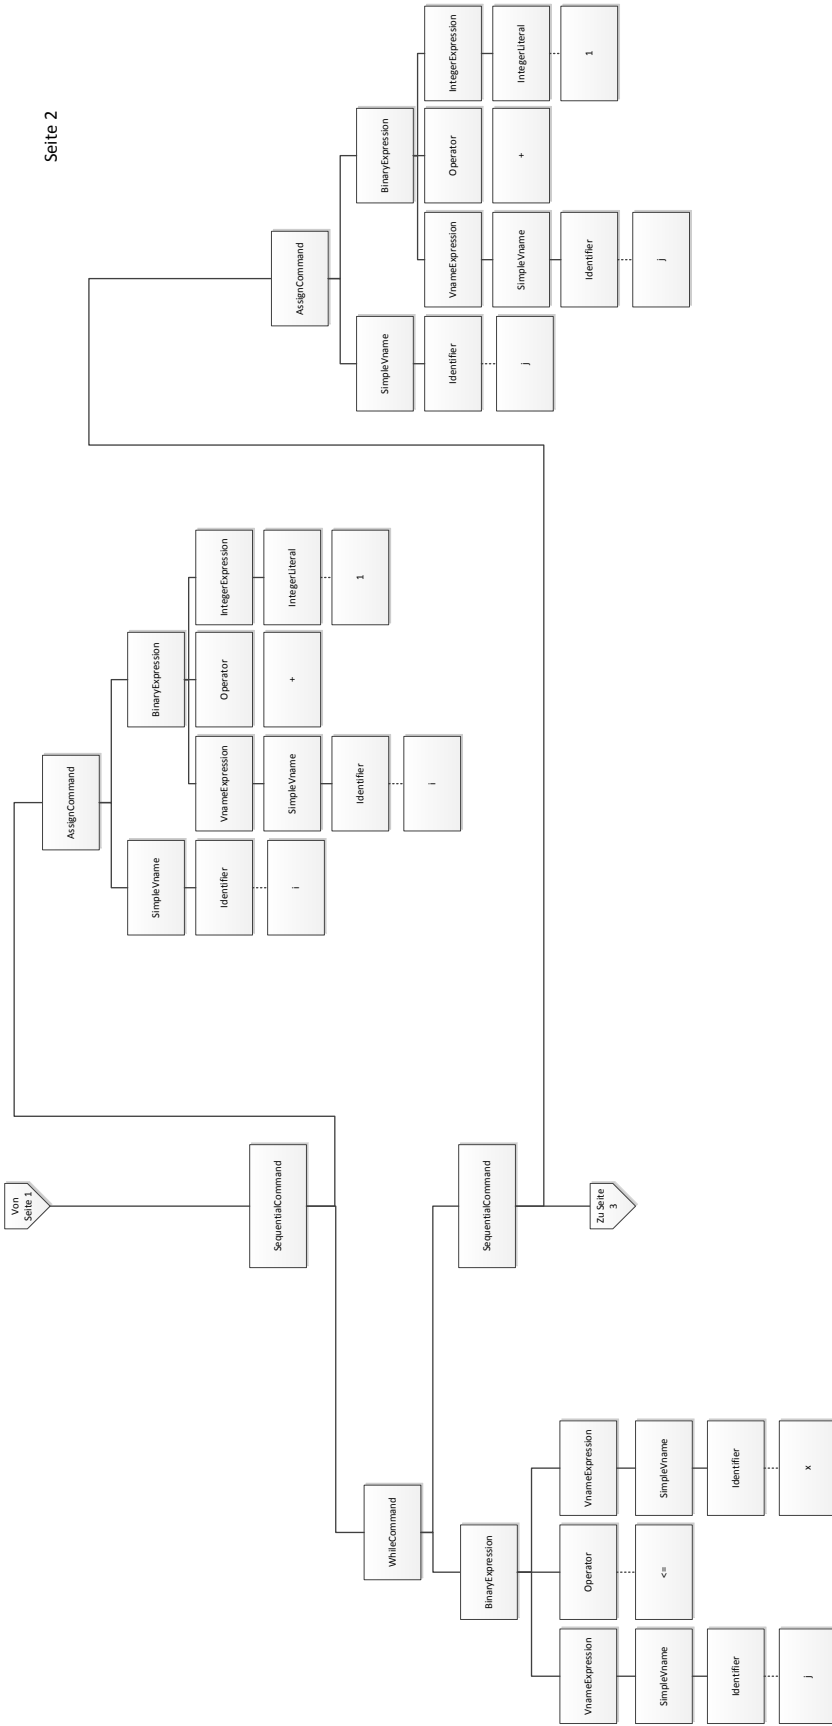 Seite 2
Von
Seite 1
SequentialCommand
WhileCommand
AssignCommand
BinaryExpression
SequentialCommand
SimpleVname
BinaryExpression
VnameExpression
Operator
VnameExpression
Identifier
VnameExpression
Operator
IntegerExpression
SimpleVname
<=
SimpleVname
i
SimpleVname
+
IntegerLiteral
Identifier
Identifier
Identifier
1
j
x
i
Zu Seite
3
AssignCommand
SimpleVname
BinaryExpression
Identifier
VnameExpression
Operator
IntegerExpression
j
SimpleVname
+
IntegerLiteral
Identifier
1
j